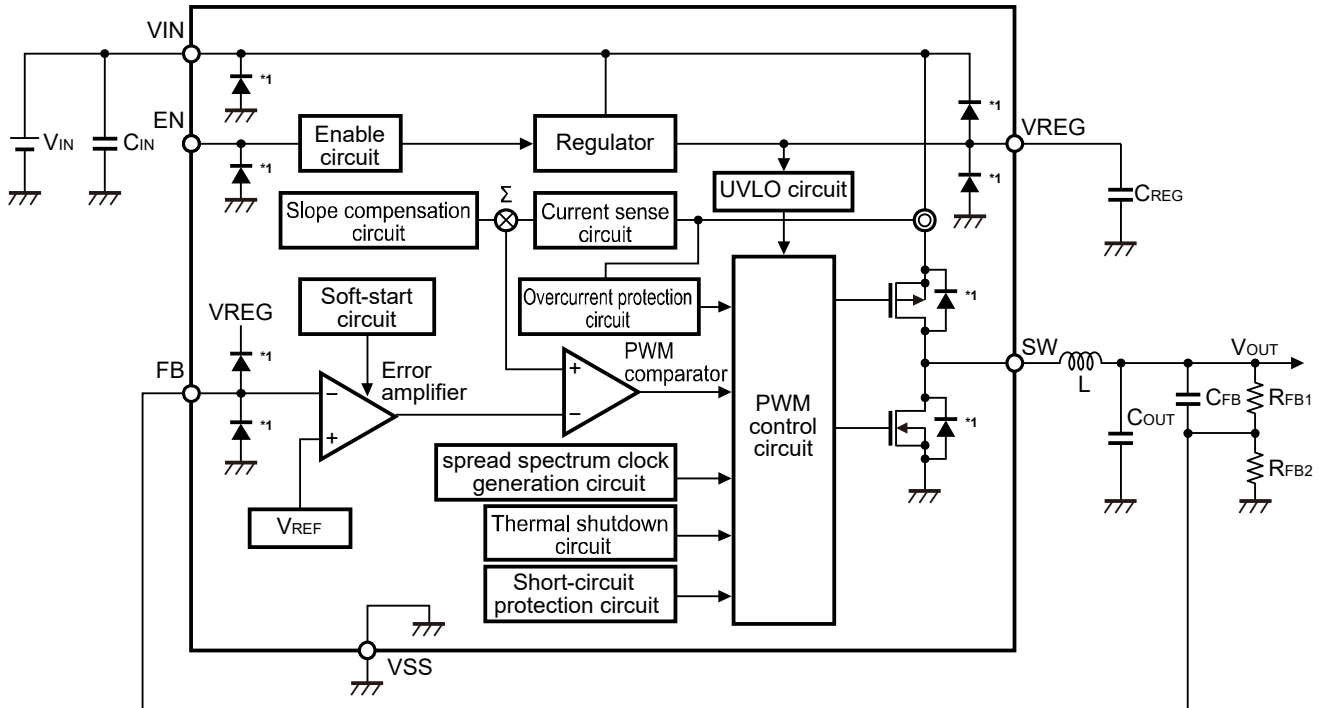 VIN
*1
*1
EN
Enable
circuit
Regulator
VREG
VIN
CIN
*1
*1
UVLO circuit
CREG
Slope compensation
circuit
Σ
Current sense
circuit
Soft-start
circuit
Overcurrent protection
circuit
*1
VREG
*1
FB
Error
amplifier
PWM
comparator
SW
L
VOUT
−
+
+
−
*1
PWM
control
circuit
*1
COUT
CFB
RFB1
RFB2
spread spectrum clock
generation circuit
VREF
Thermal shutdown
circuit
Short-circuit
protection circuit
VSS